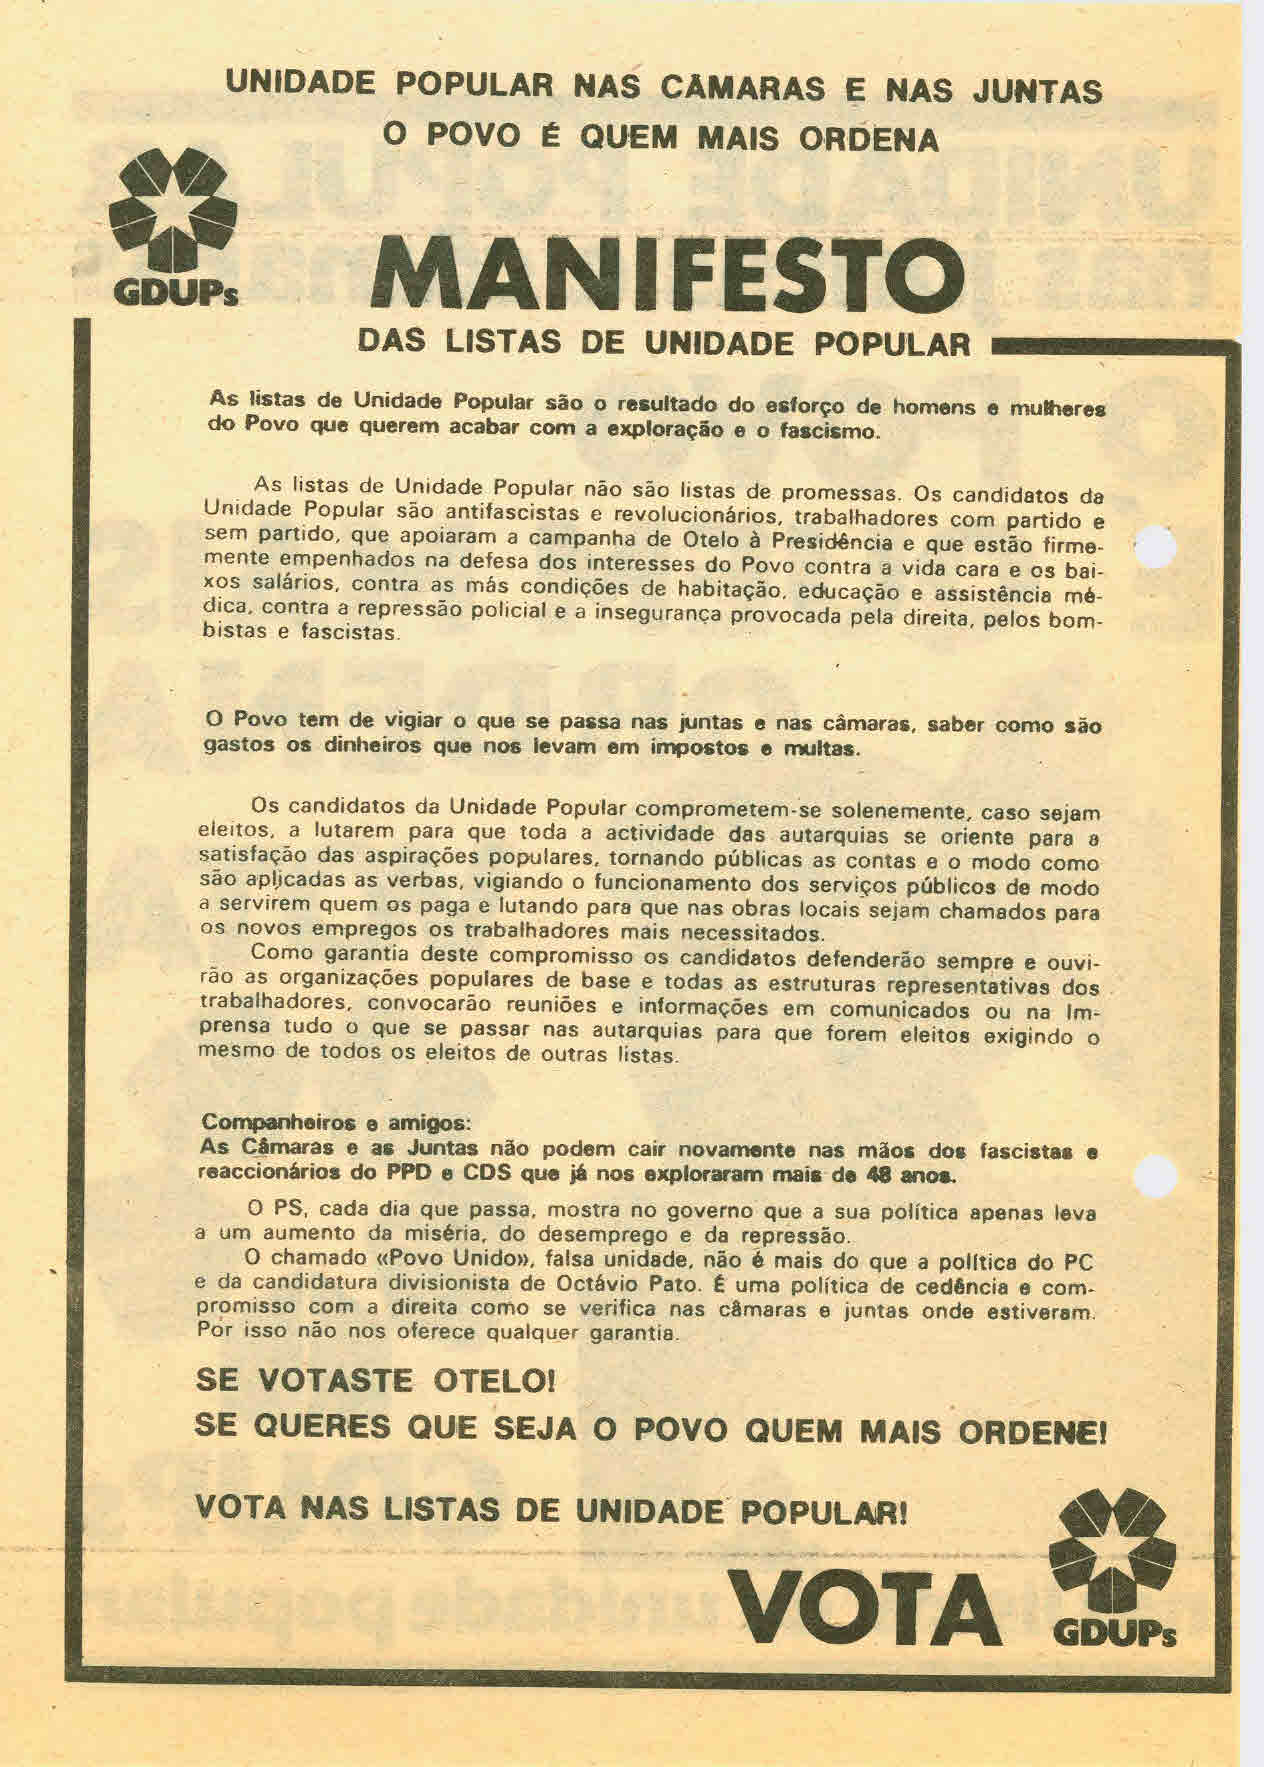 UNIDADE POPULAR NAS CÂMARAS E NAS JUNTAS
O POVO É QUEM MAIS ORDENA
GDUPs
MANIFESTO
DAS LISTAS DE UNIDADE POPULAR
As listas de Unidade Popular são o resultado do esforço de homens e mulheres
do Povo que querem acabar com a exploração e o fascismo.
As listas de Unidade Popular não são listas de promessas. Os candidatos da
Unidade Popular são antifascistas e revolucionários, trabalhadores com partido e
sem partido, que apoiaram a campanha de Otelo à Presidência e que estão firme-
mente empenhados na defesa dos interesses do Povo contra a vida cara e os bai-
xos salários, contra as más condições de habitação, educação e assistência mé-
dica, contra a repressão policial e a insegurança provocada pela direita, pelos bom-
bistas e fascistas.
O Povo tem de vigiar o que se passa nas juntas e nas câmaras, saber como são
gastos os dinheiros que nos levam em impostos e multas.
Os candidatos da Unidade Popular comprometem-se solenemente, caso sejam
eleitos, a lutarem para que toda a actividade das autarquias se oriente para a
satisfação das aspirações populares, tornando públicas as contas e o modo como
são aplicadas as verbas, vigiando o funcionamento dos serviços públicos de modo
a servirem quem os paga e lutando para que nas obras locais sejam chamados para
os novos empregos os trabalhadores mais necessitados.
Como garantia deste compromisso os candidatos defenderão sempre e ouvi-
rão as organizações populares de base e todas as estruturas representativas dos
trabalhadores, convocarão reuniões e informações em comunicados ou na Im-
prensa tudo o que se passar nas autarquias para que forem eleitos exigindo o
mesmo de todos os eleitos de outras listas.
Companheiros e amigos:
As Câmaras e as Juntas não podem cair novamente nas mãos dos fascistas e
reaccionários do PPD e CDS que já nos exploraram mais de 48 anos.
O PS, cada dia que passa, mostra no governo que a sua política apenas leva
a um aumento da miséria, do desemprego e da repressão.
O chamado «Povo Unido», falsa unidade, não é mais do que a política do PC
e da candidatura divisionista de Octávio Pato. É uma política de cedência e com-
promisso com a direita como se verifica nas câmaras e juntas onde estiveram.
Por isso não nos oferece qualquer garantia.
SE VOTASTE OTELO!
SE QUERES QUE SEJA O POVO QUEM MAIS ORDENE!
VOTA NAS LISTAS DE UNIDADE POPULAR!
VOTA
GDUPs